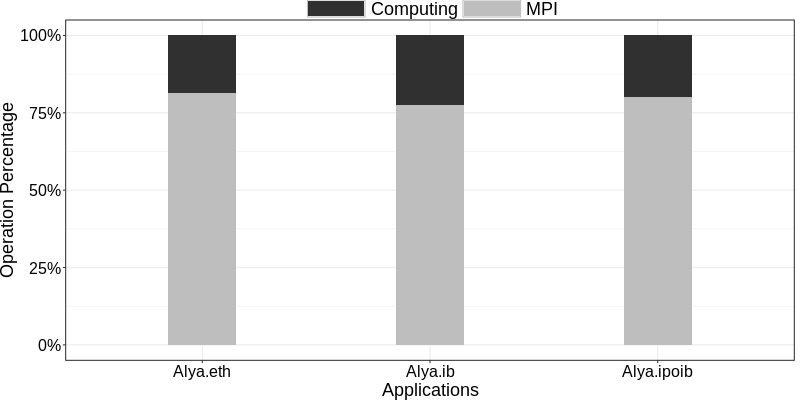 Computing MPI
Operation Percentage
100%
75%
50%
25%
0%
Alya.eth Alya.ib Alya.ipoib
Applications